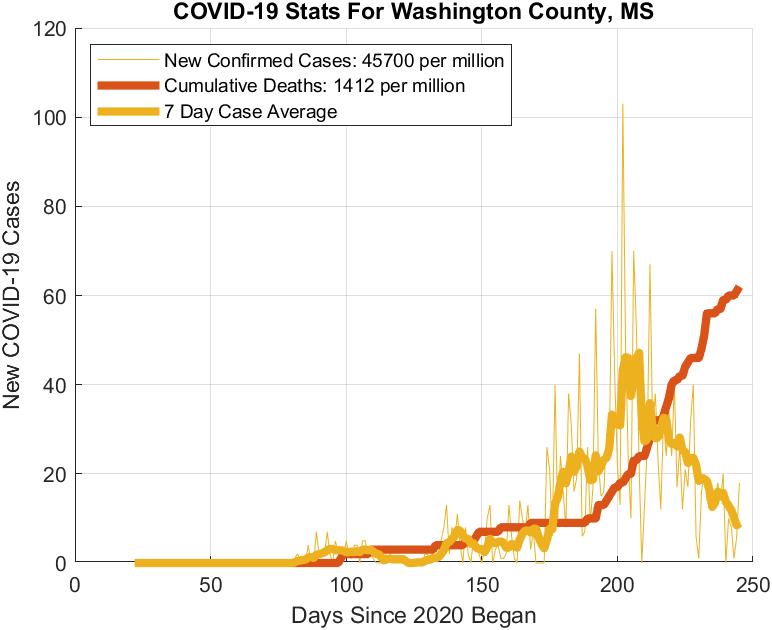 COVID-19 Stats For Washington County, MS
New Confirmed Cases: 45700 per million
Cumulative Deaths: 1412 per million
7 Day Case Average
New COVID-19 Cases
120
100
80
60
40
20
0
0 50 100 150 200 250
Days Since 2020 Began